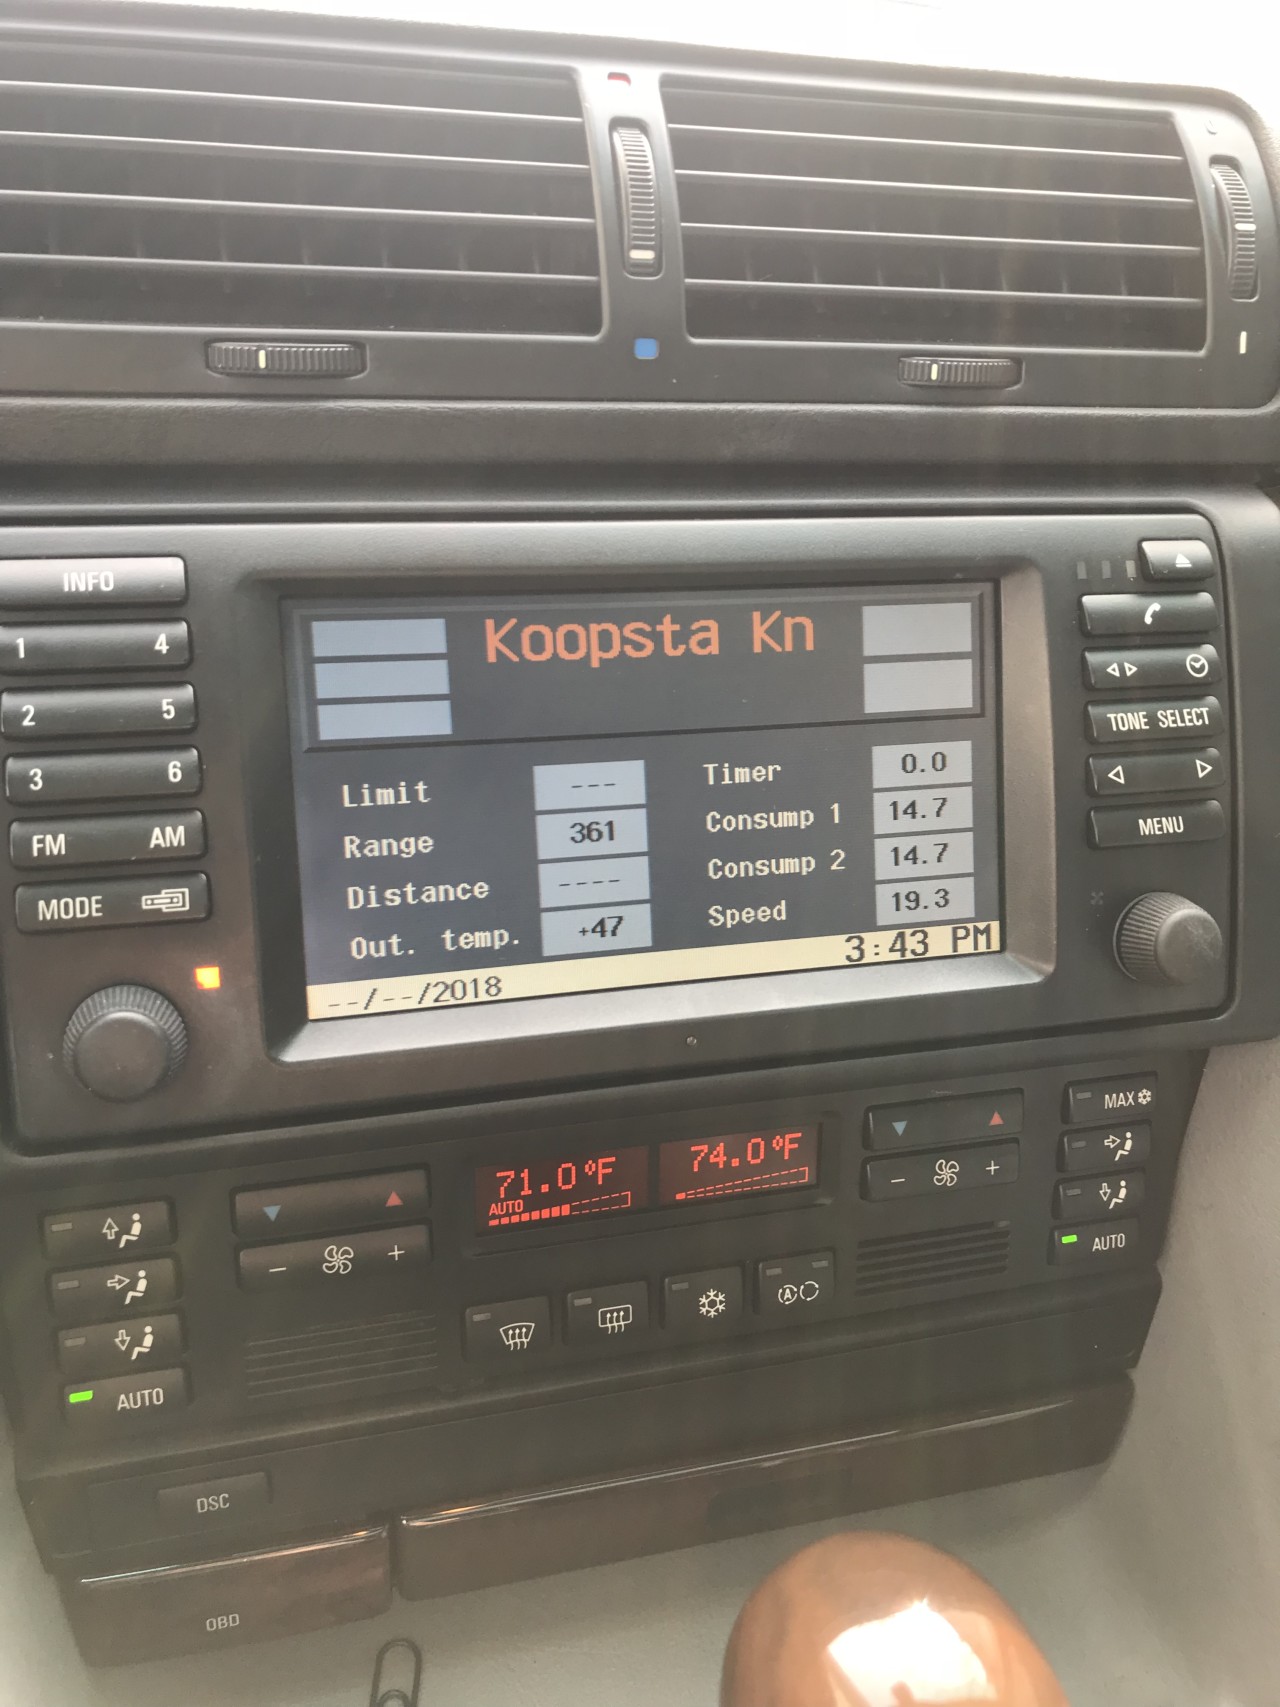 INFO
1 4
2 5
3 6
FM AM
MODE
Koopsta Kn
Limit ---
Range 361
Distance ----
Out. temp. +47
Timer 0.0
Consump 1 14.7
Consump 2 14.7
Speed 19.3
--/--/2018
3:43 PM
TONE SELECT
MENU
71.0°F
AUTO
74.0°F
- +
- +
MAX
AUTO
AUTO
A
DSC
OBD